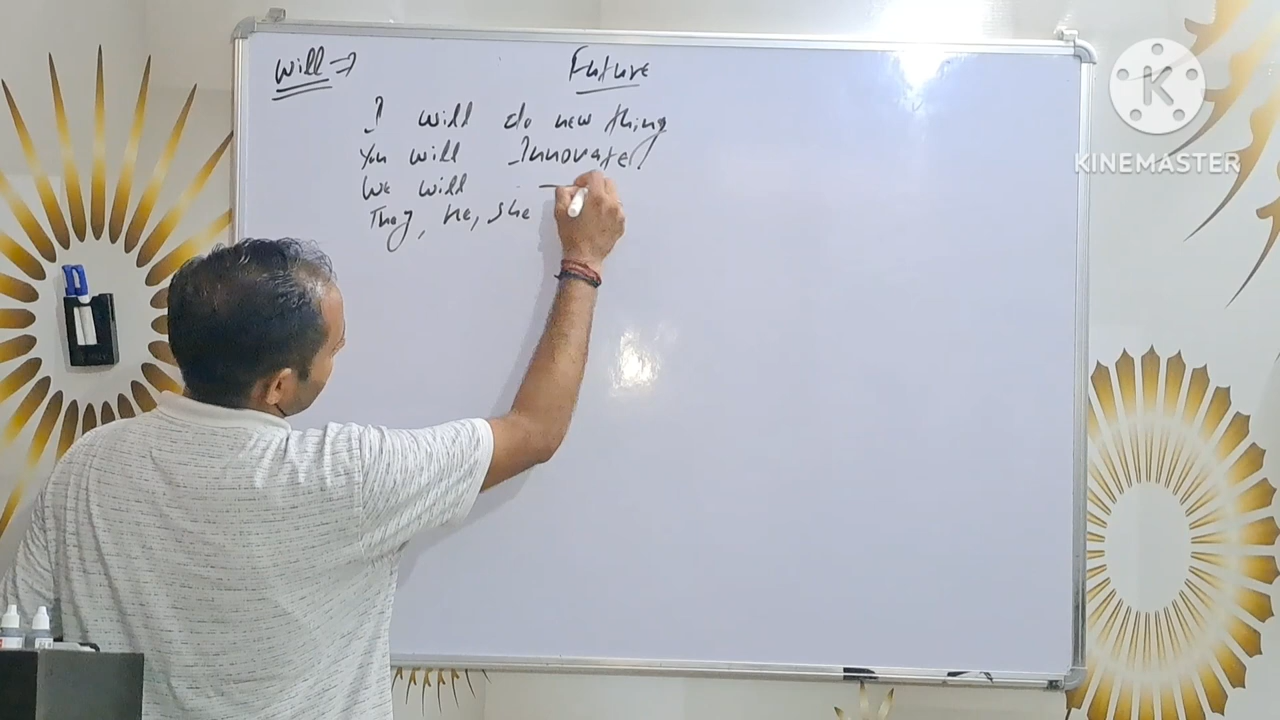 will → Future
I will do new thing
You will Innovate!
We will
They, he, she
KINEMASTER